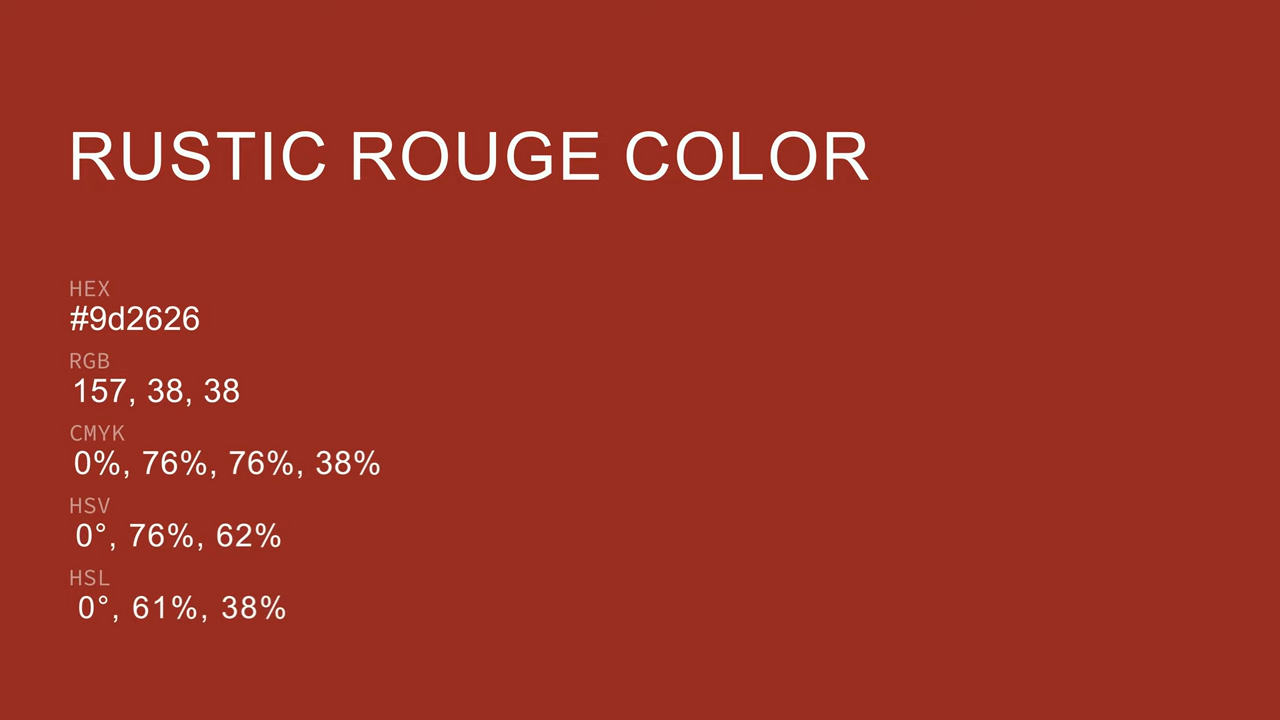 RUSTIC ROUGE COLOR
HEX
#9d2626
RGB
157, 38, 38
CMYK
0%, 76%, 76%, 38%
HSV
0°, 76%, 62%
HSL
0°, 61%, 38%